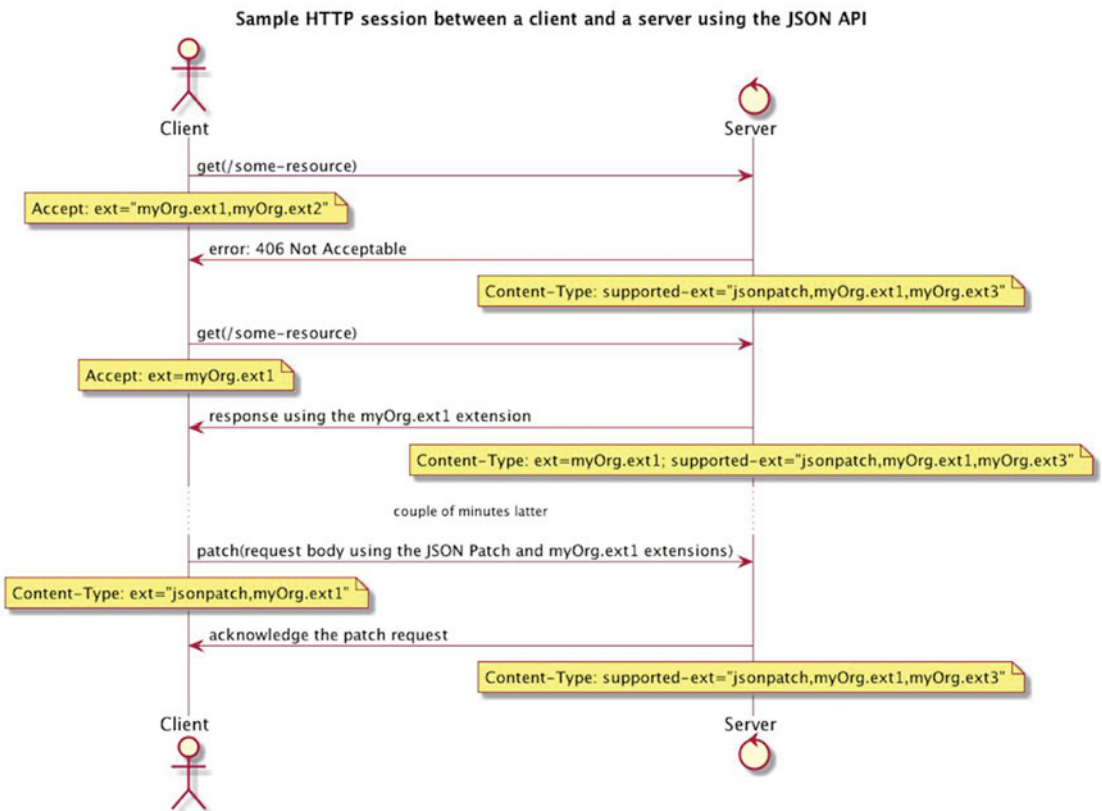 Sample HTTP session between a client and a server using the JSON API
Client
Server
get(/some-resource)
Accept: ext="myOrg.ext1,myOrg.ext2"
error: 406 Not Acceptable
Content-Type: supported-ext="jsonpatch,myOrg.ext1,myOrg.ext3"
get(/some-resource)
Accept: ext=myOrg.ext1
response using the myOrg.ext1 extension
Content-Type: ext=myOrg.ext1; supported-ext="jsonpatch,myOrg.ext1,myOrg.ext3"
couple of minutes latter
patch(request body using the JSON Patch and myOrg.ext1 extensions)
Content-Type: ext="jsonpatch,myOrg.ext1"
acknowledge the patch request
Content-Type: supported-ext="jsonpatch,myOrg.ext1,myOrg.ext3"
Client
Server